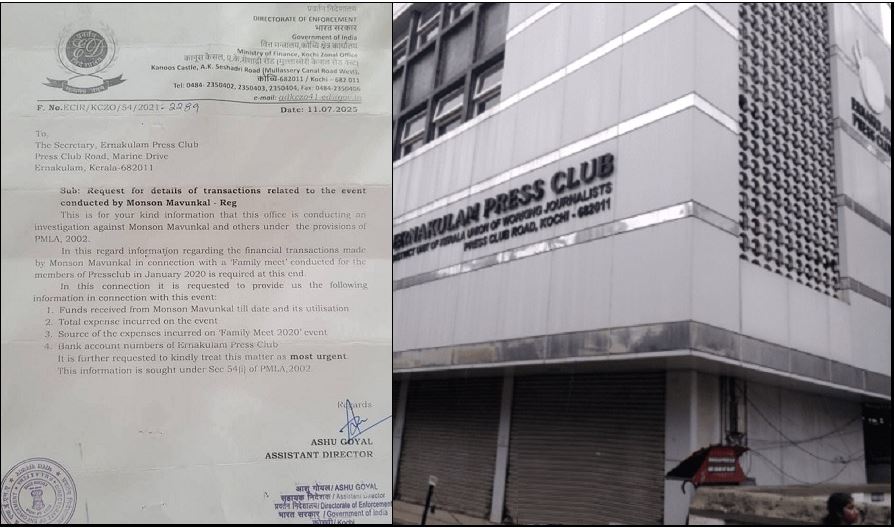 प्रवर्तन निदेशालय
DIRECTORATE OF ENFORCEMENT
भारत सरकार
Government of India
वित्त मन्त्रालय, कोच्चि क्षेत्र कार्यालय
Ministry of Finance, Kochi Zonal Office
Kanoos Castle, A.K. Seshadri Road (Mullassery Canal Road West),
कोच्चि-682011 / Kochi - 682 011
Tel: 0484- 2350402, 2350403, 2350404, Fax: 0484-2350406
e-mail:
F. No.ECIR/KCZO/54/2021- 2289
Date: 11.07.2025
To,
The Secretary, Ernakulam Press Club
Press Club Road, Marine Drive
Ernakulam, Kerala-682011
Sub: Request for details of transactions related to the event
conducted by Monson Mavunkal - Reg
This is for your kind information that this office is conducting an
investigation against Monson Mavunkal and others under the provisions of
PMLA, 2002.
In this regard information regarding the financial transactions made
by Monson Mavunkal in connection with a 'Family meet' conducted for the
members of Pressclub in January 2020 is required at this end.
In this connection it is requested to provide us the following
information in connection with this event:
1. Funds received from Monson Mavunkal till date and its utilisation
2. Total expense incurred on the event
3. Source of the expenses incurred on 'Family Meet 2020' event
4. Bank account numbers of Ernakulam Press Club
It is further requested to kindly treat this matter as most urgent
This information is sought under Sec 54(i) of PMLA,2002.
Regards
ASHU GOYAL
ASSISTANT DIRECTOR
आशु गोयल/ASHU GOYAL
सहायक निदेशक/Assistant Director
प्रवर्तन निदेशालय/Directorate of Enforcement
भारत सरकार/Government of India
कोच्ची/Kochi
ERNAKULAM PRESS CLUB
DISTRICT UNIT OF KERALA UNION OF WORKING JOURNALISTS
PRESS CLUB ROAD, KOCHI - 682011
PRESS CLUB